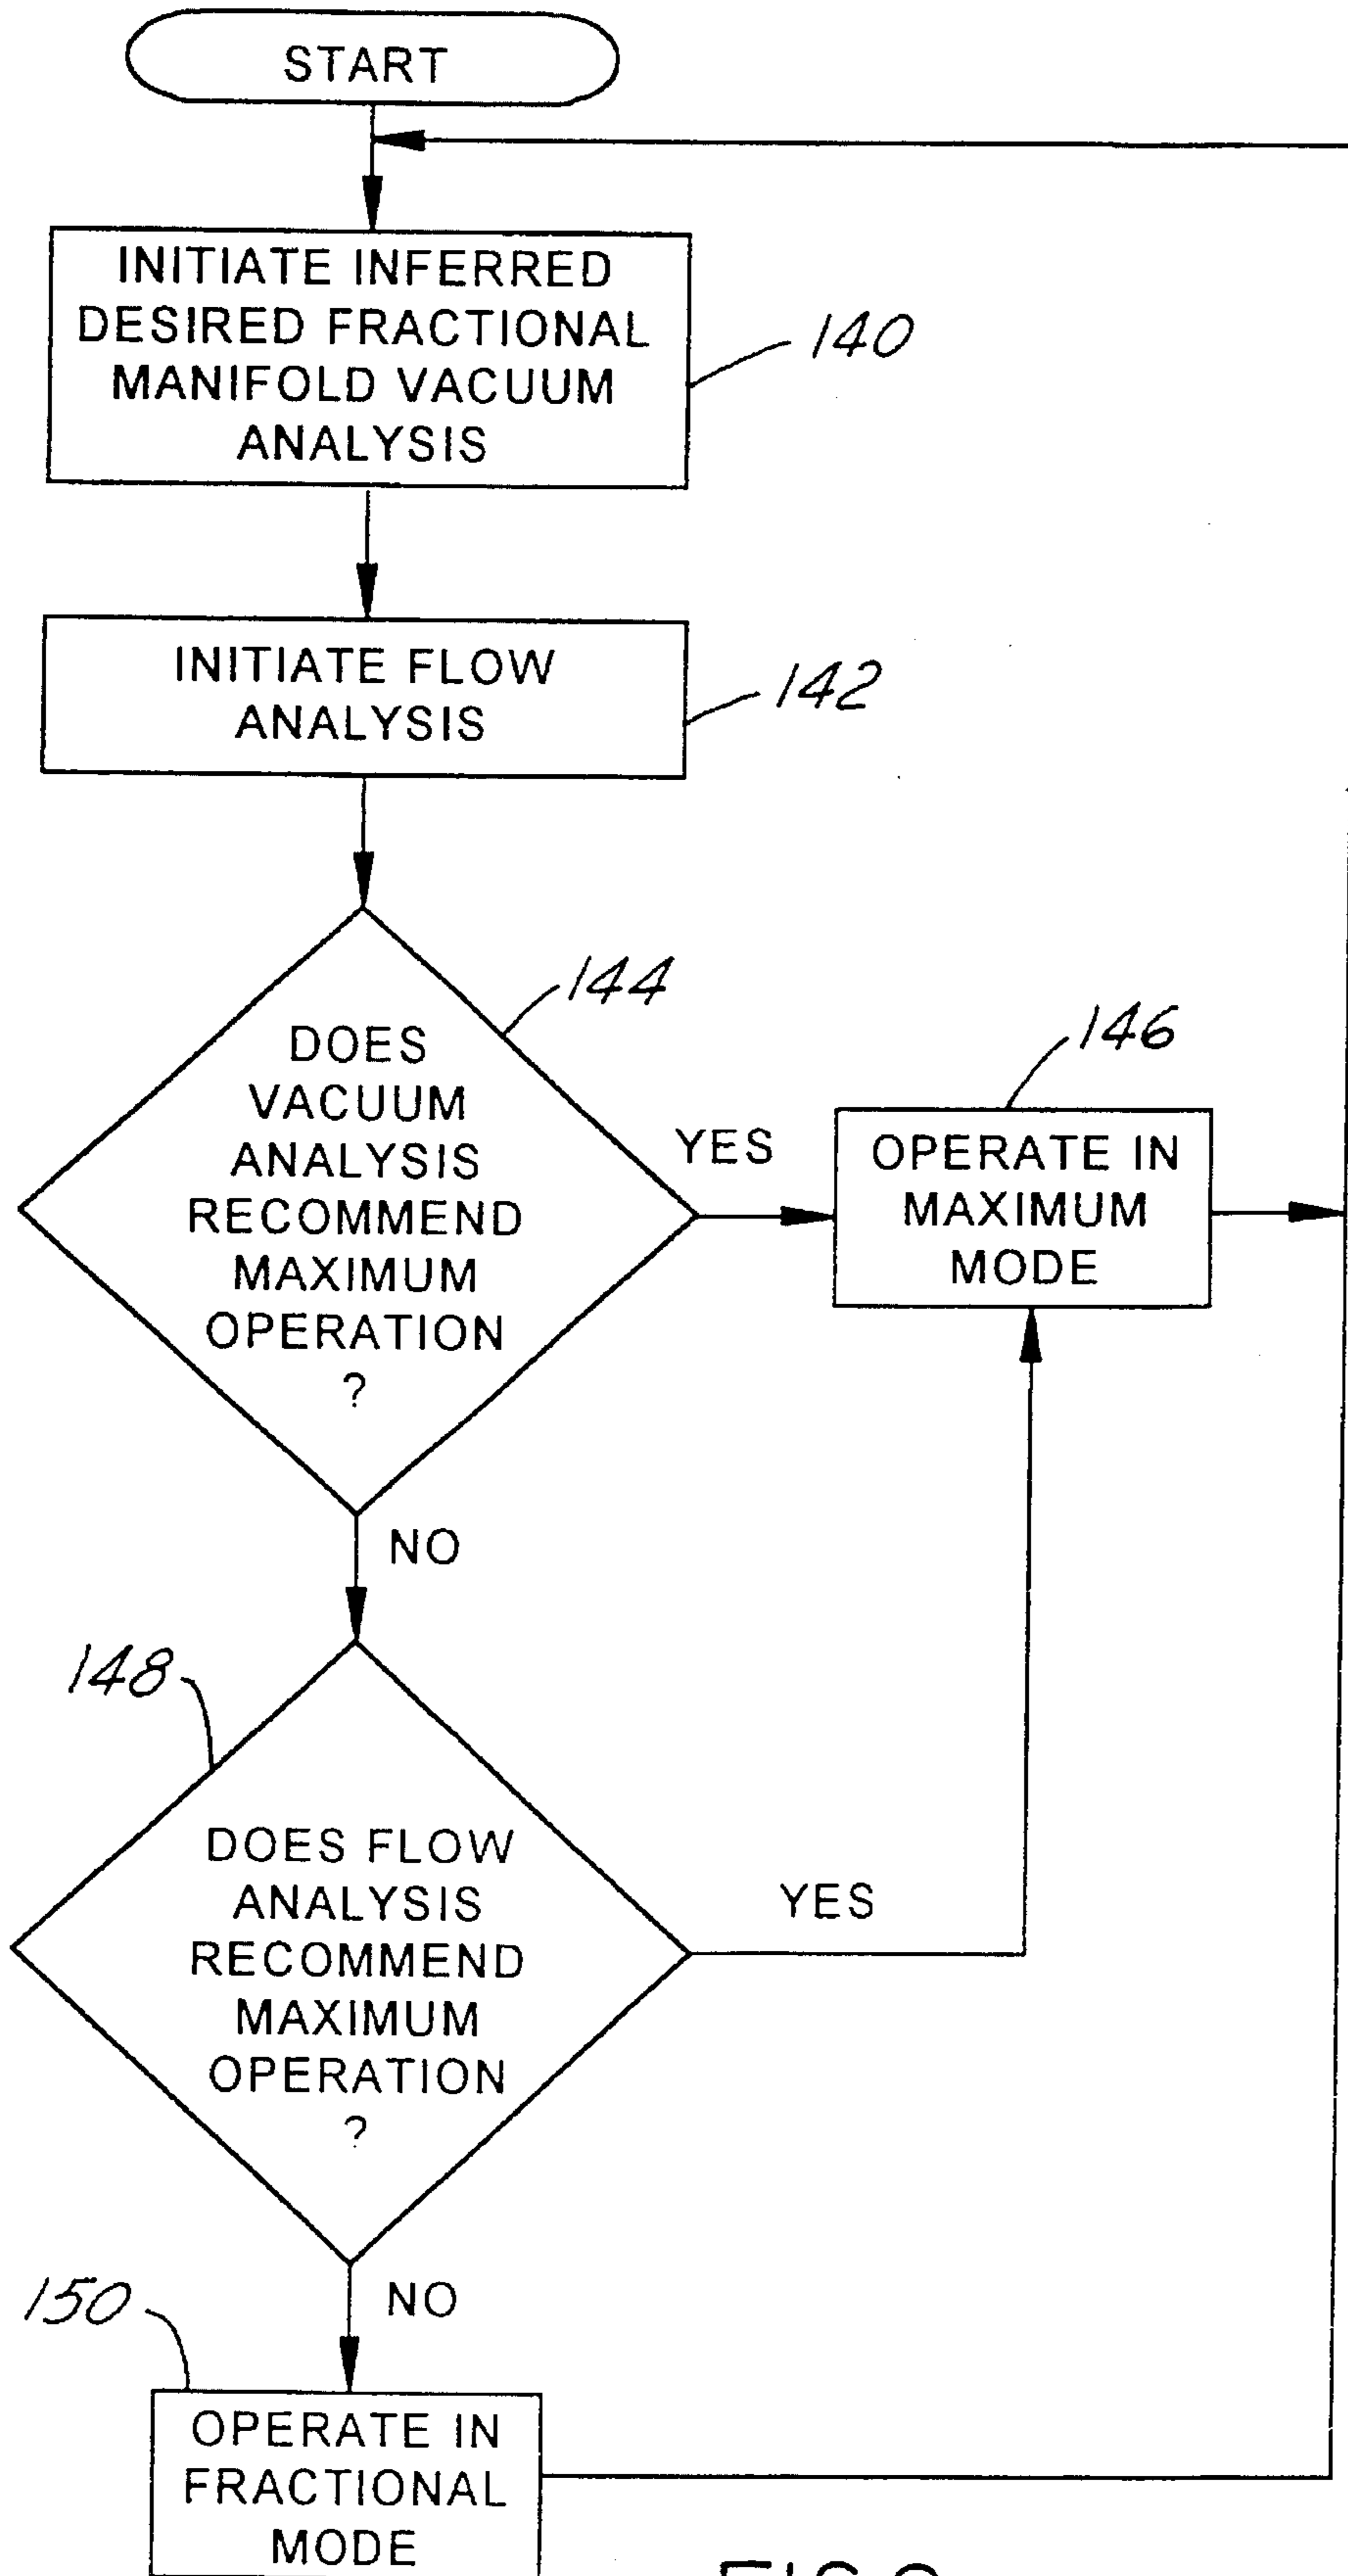 START
INITIATE INFERRED
DESIRED FRACTIONAL
MANIFOLD VACUUM
ANALYSIS
140
INITIATE FLOW
ANALYSIS
142
144
DOES
VACUUM
ANALYSIS
RECOMMEND
MAXIMUM
OPERATION
?
YES
146
OPERATE IN
MAXIMUM
MODE
NO
148
DOES FLOW
ANALYSIS
RECOMMEND
MAXIMUM
OPERATION
?
YES
NO
150
OPERATE IN
FRACTIONAL
MODE